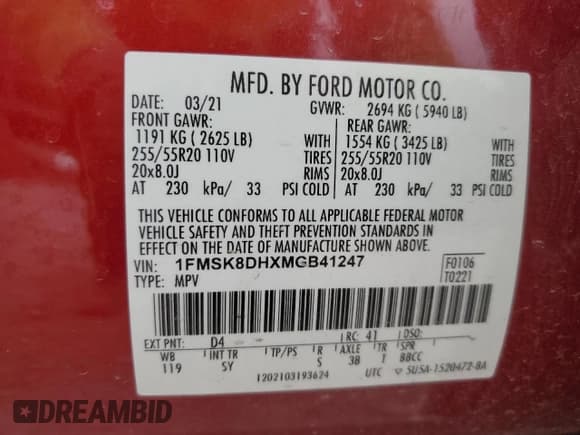 MFD. BY FORD MOTOR CO.
DATE: 03/21 GVWR: 2694 KG (5940 LB)
FRONT GAWR: REAR GAWR:
1191 KG (2625 LB) WITH 1554 KG (3425 LB) WITH
255/55R20 110V TIRES 255/55R20 110V TIRES
20x8.0J RIMS 20x8.0J RIMS
AT 230 kPa/ 33 PSI COLD AT 230 kPa/ 33 PSI COLD
THIS VEHICLE CONFORMS TO ALL APPLICABLE FEDERAL MOTOR
VEHICLE SAFETY AND THEFT PREVENTION STANDARDS IN
EFFECT ON THE DATE OF MANUFACTURE SHOWN ABOVE.
VIN: 1FMSK8DHXMGB41247 F0106
TYPE: MPV T0221
EXT PNT: D4 RC: 41 DSO:
WB INT TR TP/PS R AXLE TR SPR
119 SY S 38 T BBCC
1202103193624 UTC 5USA-1520472-BA
DREAMBID